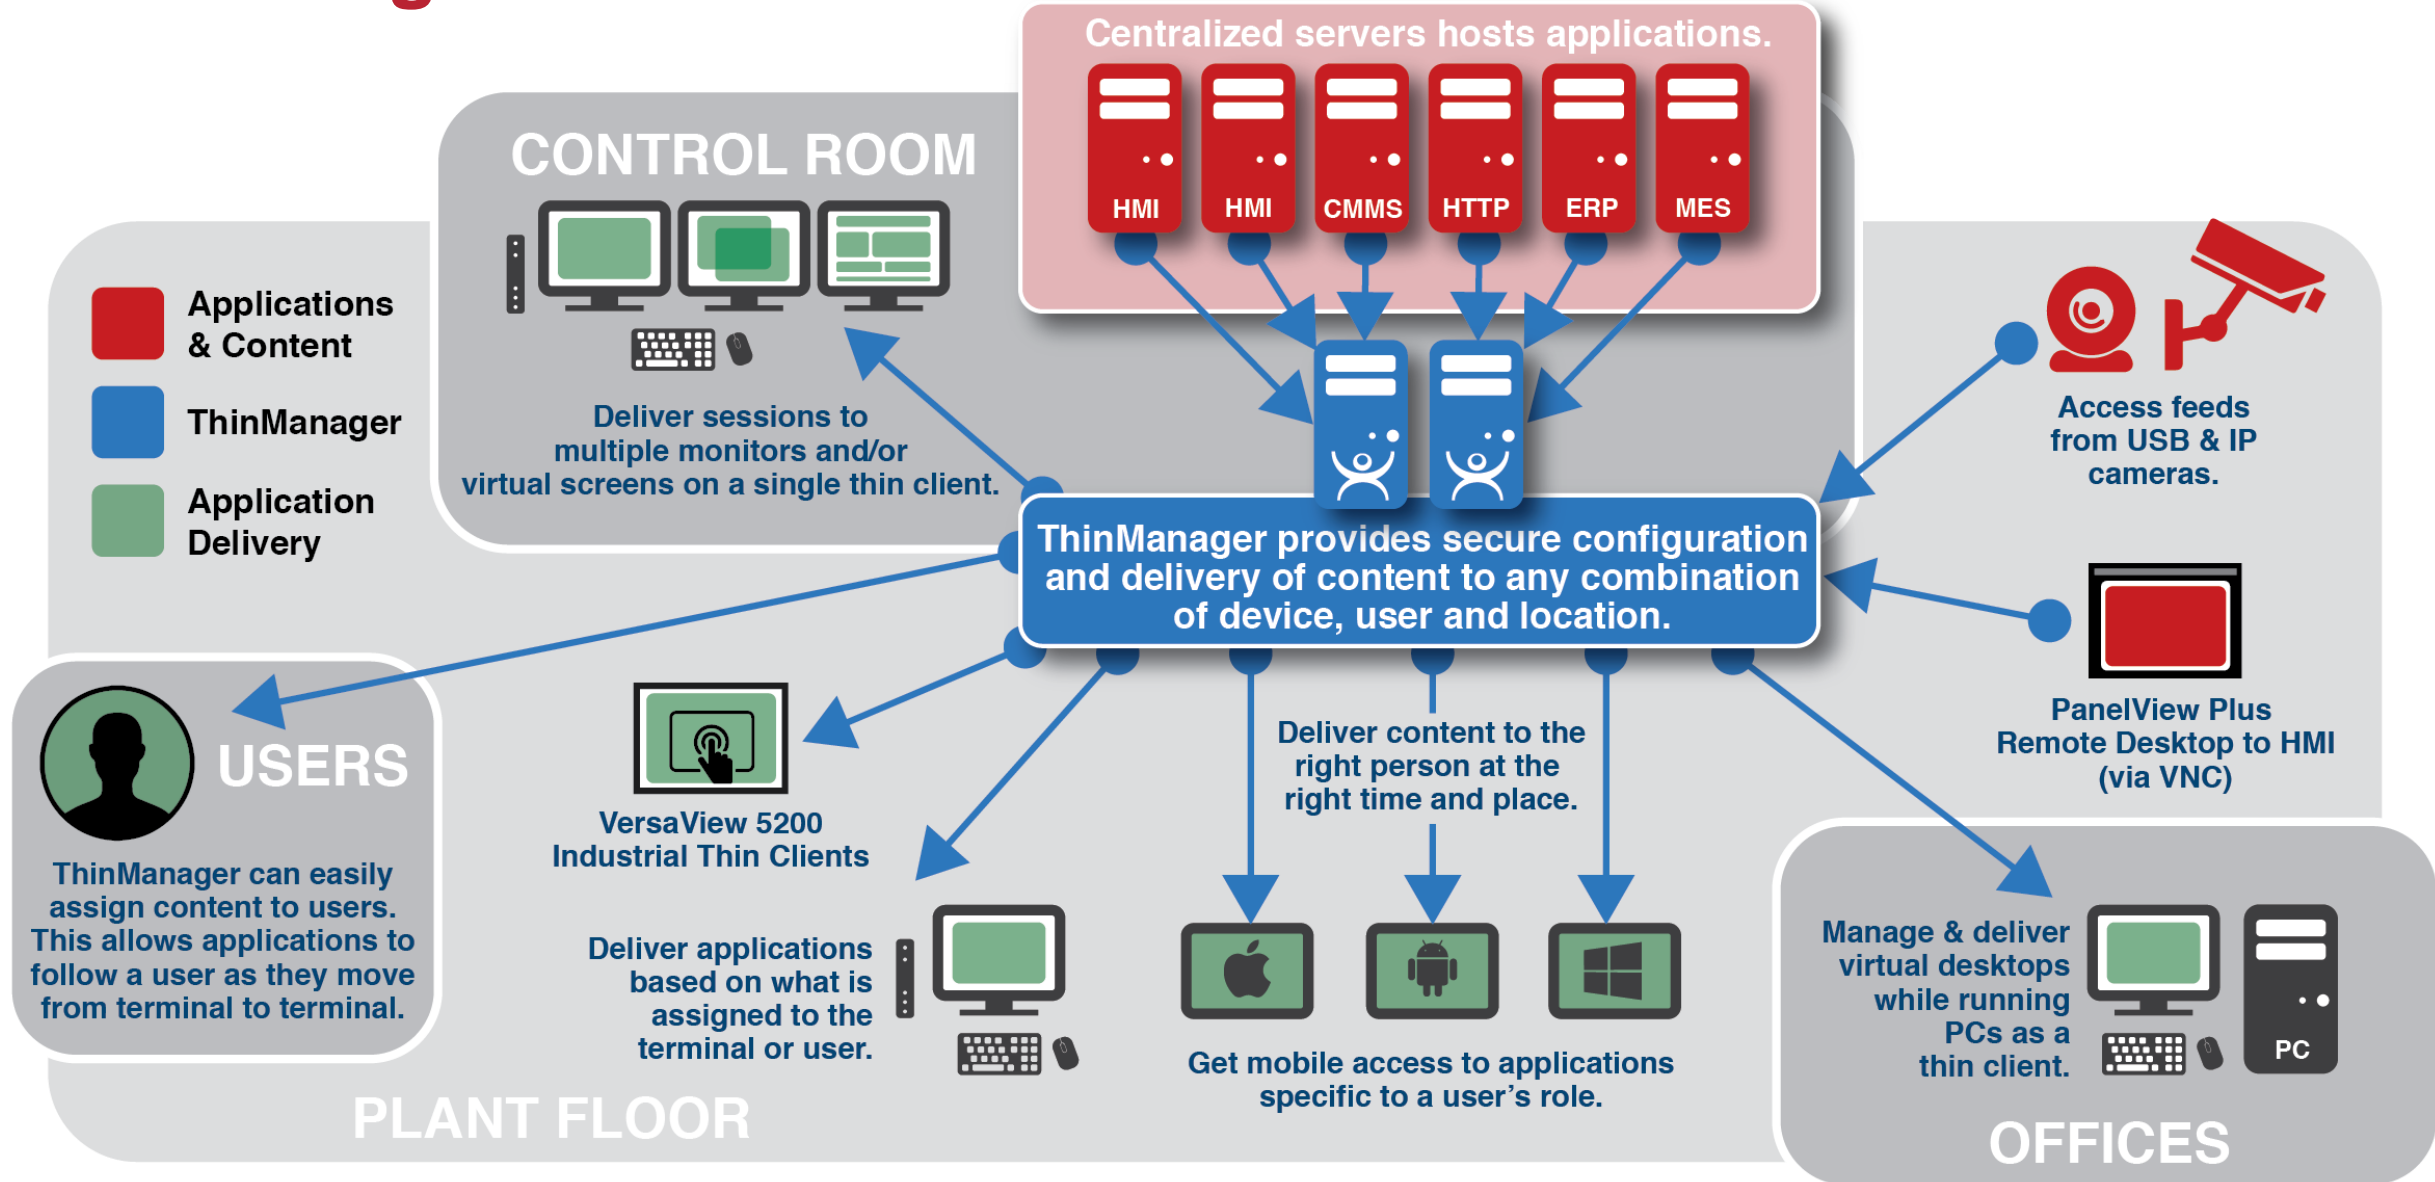 Centralized servers hosts applications.
HMI
HMI
CMMS
HTTP
ERP
MES
CONTROL ROOM
Deliver sessions to
multiple monitors and/or
virtual screens on a single thin client.
Applications
& Content
ThinManager
Application
Delivery
Access feeds
from USB & IP
cameras.
ThinManager provides secure configuration
and delivery of content to any combination
of device, user and location.
PanelView Plus
Remote Desktop to HMI
(via VNC)
USERS
ThinManager can easily
assign content to users.
This allows applications to
follow a user as they move
from terminal to terminal.
VersaView 5200
Industrial Thin Clients
Deliver applications
based on what is
assigned to the
terminal or user.
Deliver content to the
right person at the
right time and place.
Get mobile access to applications
specific to a user’s role.
Manage & deliver
virtual desktops
while running
PCs as a
thin client.
PC
PLANT FLOOR
OFFICES